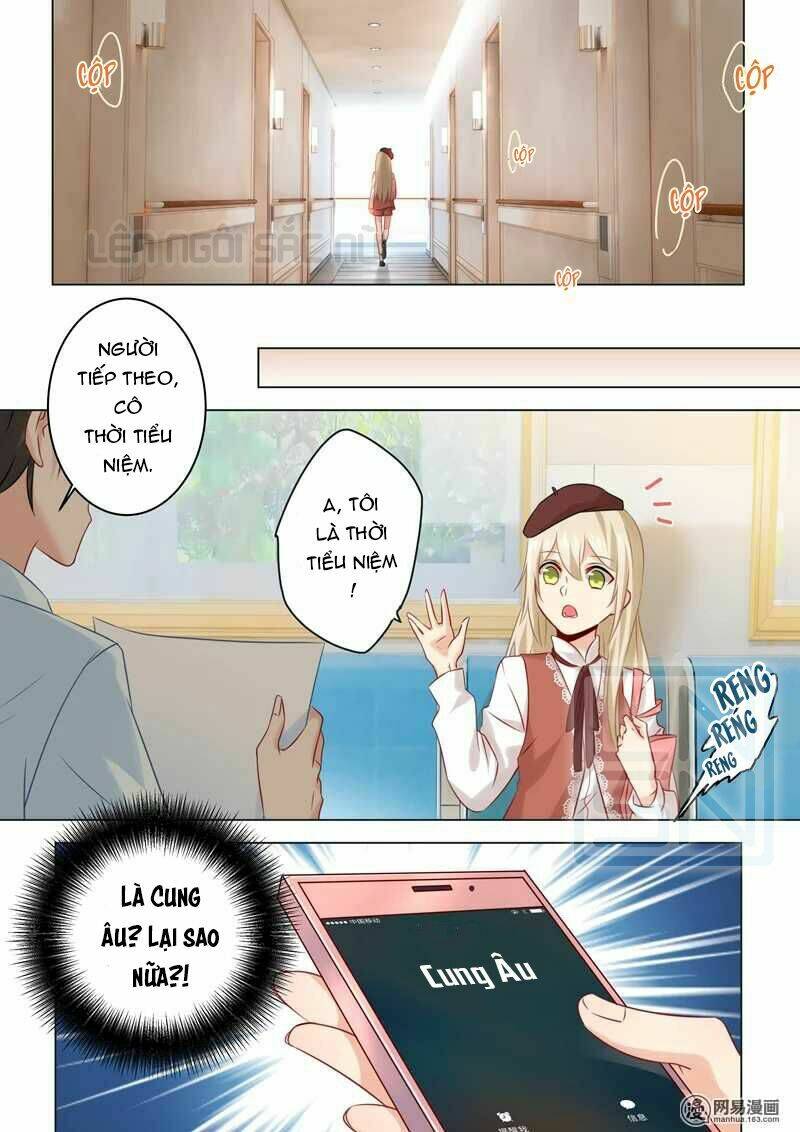 CỘP
CỘP
CỘP
CỘP
CỘP
LÊN NGÔI SẮC NỮ
NGƯỜI
TIẾP THEO,
CÔ
THỜI TIỂU
NIỆM.
A, TÔI
LÀ THỜI
TIỂU NIỆM
!
RENG
RENG
RENG
LÀ CUNG
ÂU? LẠI SAO
NỮA?!
中国移动
Cung Âu
信息
网易漫画
manhua.163.com